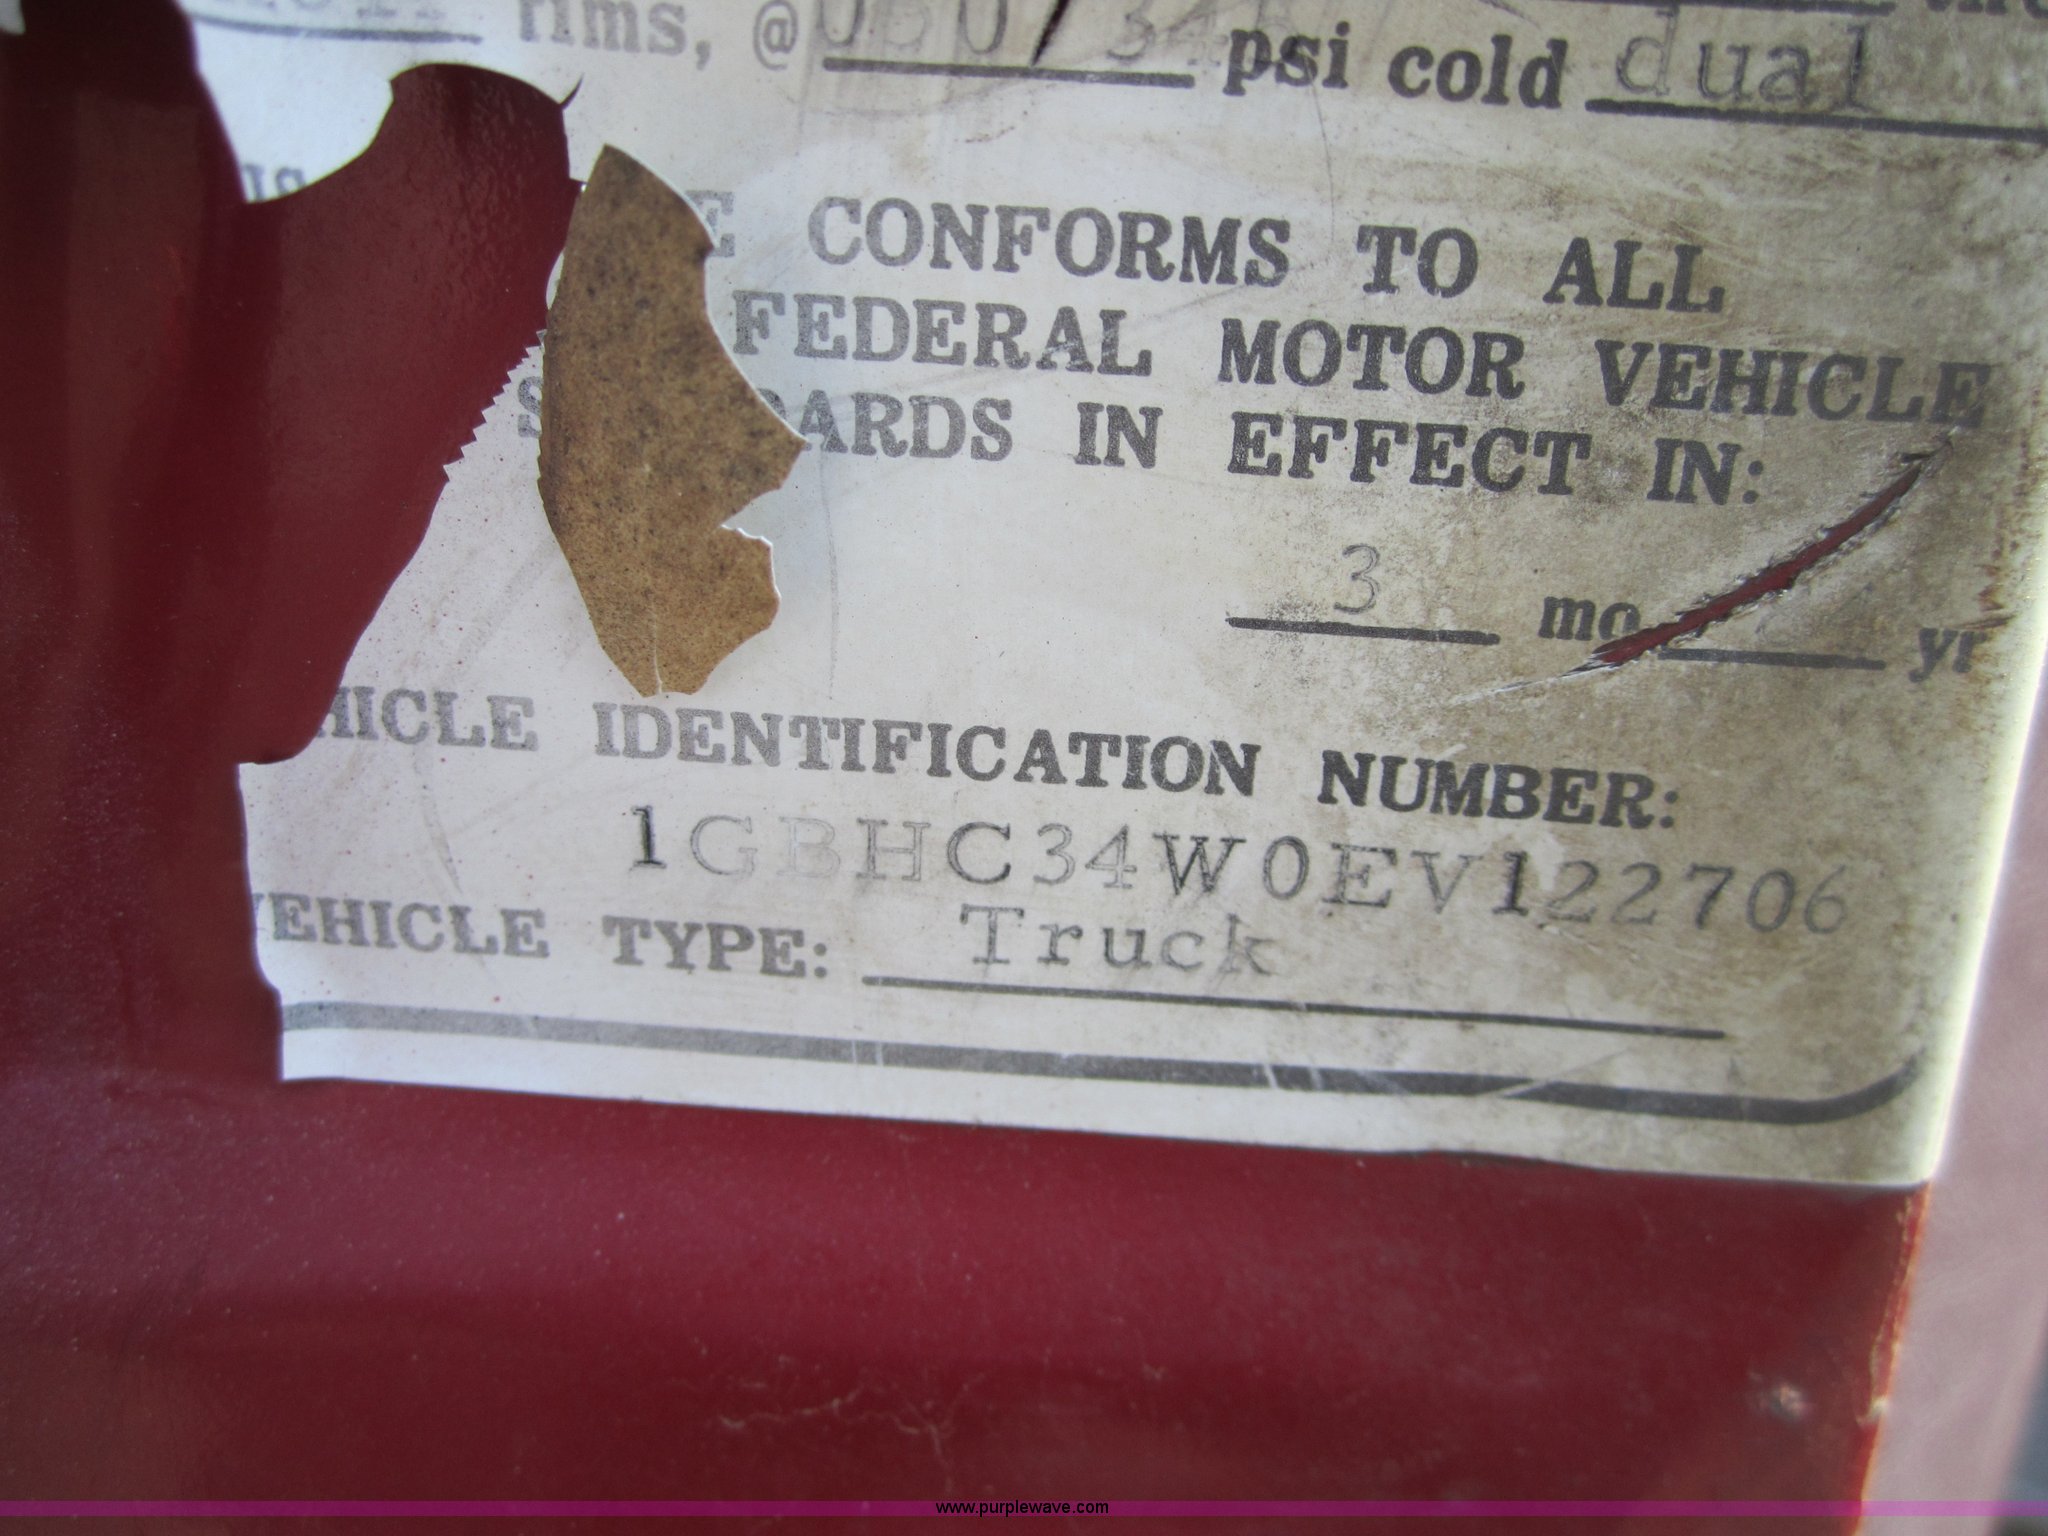 rims, @ psi cold dual
E CONFORMS TO ALL
FEDERAL MOTOR VEHICLE
S ARDS IN EFFECT IN:
3 mo yr
HICLE IDENTIFICATION NUMBER:
1GBHC34W0EV122706
VEHICLE TYPE: Truck
www.purplewave.com